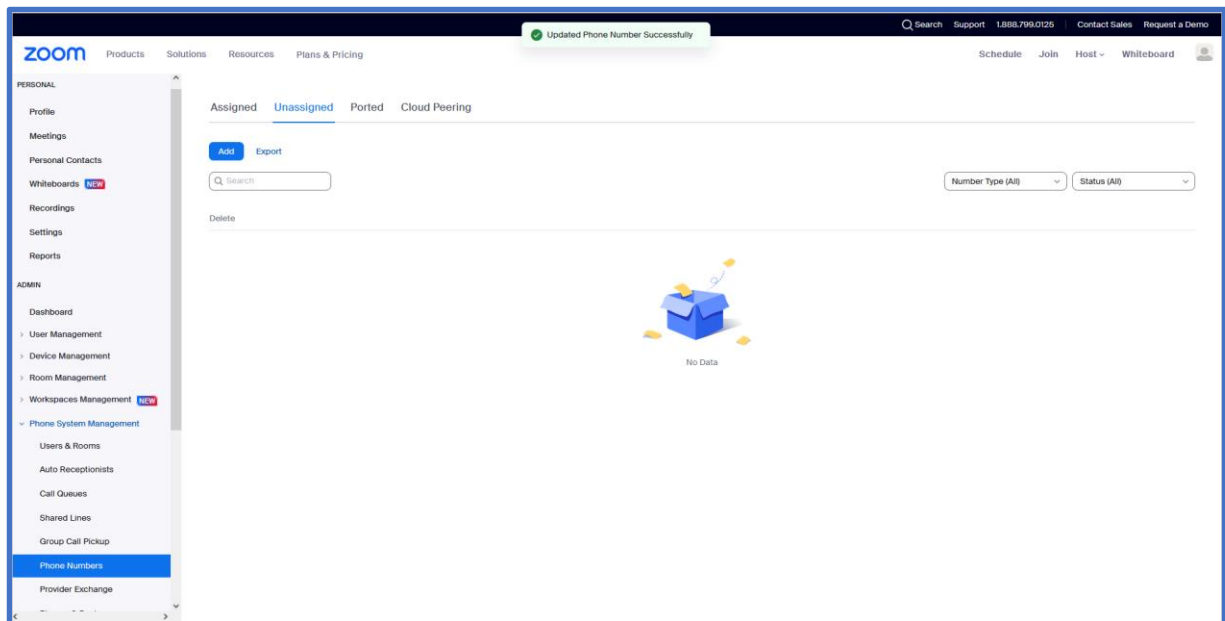 Search Support 1.888.799.0125 Contact Sales Request a Demo
Updated Phone Number Successfully
zoom Products Solutions Resources Plans & Pricing Schedule Join Host Whiteboard
PERSONAL
Profile
Meetings
Personal Contacts
Whiteboards NEW
Recordings
Settings
Reports
ADMIN
Dashboard
User Management
Device Management
Room Management
Workspaces Management NEW
Phone System Management
Users & Rooms
Auto Receptionists
Call Queues
Shared Lines
Group Call Pickup
Phone Numbers
Provider Exchange
Assigned Unassigned Ported Cloud Peering
Add Export
Search Number Type (All) Status (All)
Delete
No Data